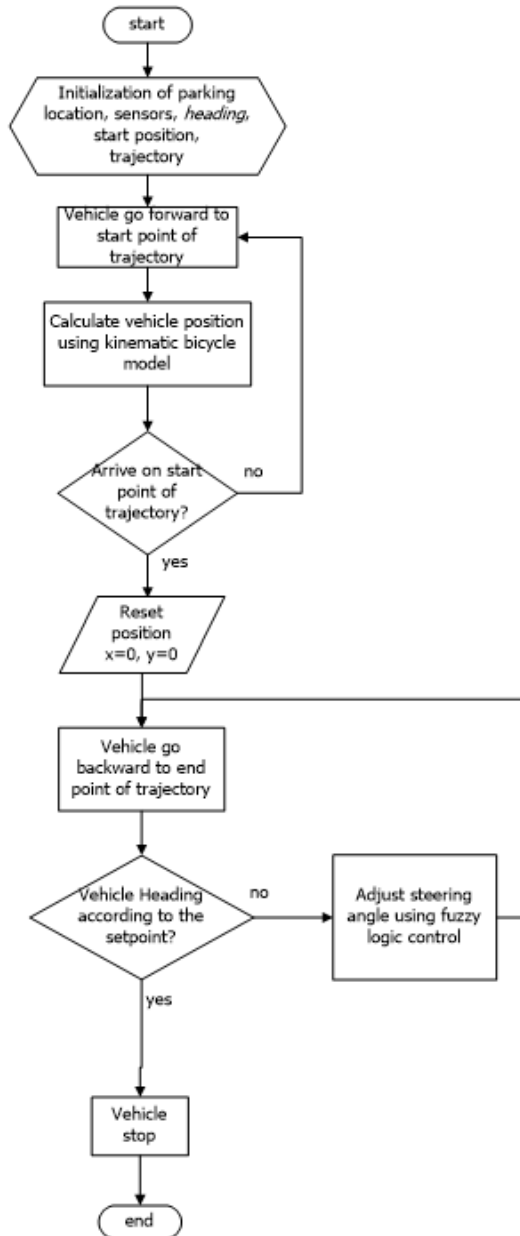 start
Initialization of parking
location, sensors, heading,
start position,
trajectory
Vehicle go forward to
start point of
trajectory
Calculate vehicle position
using kinematic bicycle
model
Arrive on start
point of
trajectory?
no
yes
Reset
position
x=0, y=0
Vehicle go
backward to end
point of trajectory
Vehicle Heading
according to the
setpoint?
no
Adjust steering
angle using fuzzy
logic control
yes
Vehicle
stop
end